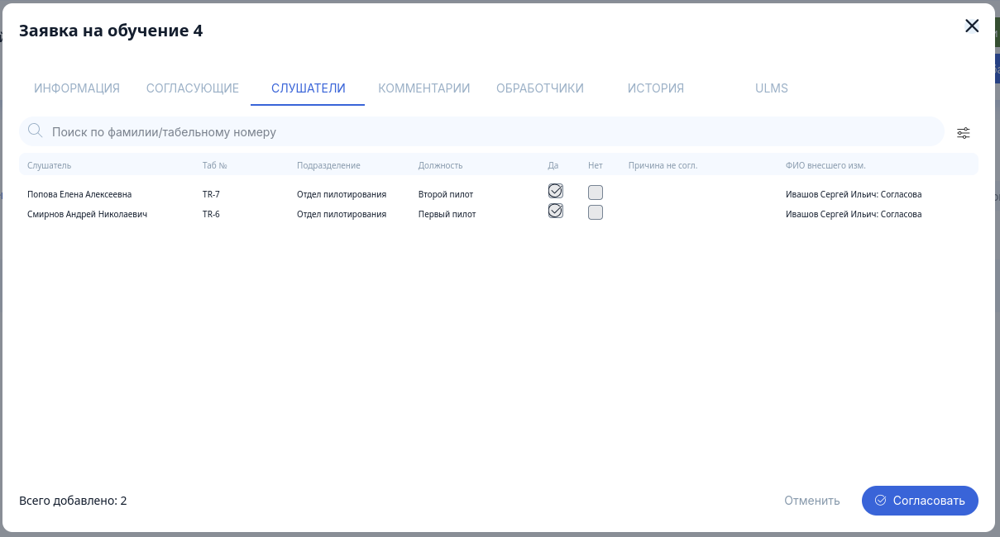 Заявка на обучение 4
ИНФОРМАЦИЯ СОГЛАСУЮЩИЕ СЛУШАТЕЛИ КОММЕНТАРИИ ОБРАБОТЧИКИ ИСТОРИЯ ULMS
Поиск по фамилии/табельному номеру
Слушатель Таб № Подразделение Должность Да Нет Причина не согл. ФИО внесшего изм.
Попова Елена Алексеевна TR-7 Отдел пилотирования Второй пилот Ивашов Сергей Ильич: Согласова
Смирнов Андрей Николаевич TR-6 Отдел пилотирования Первый пилот Ивашов Сергей Ильич: Согласова
Всего добавлено: 2 Отменить Согласовать